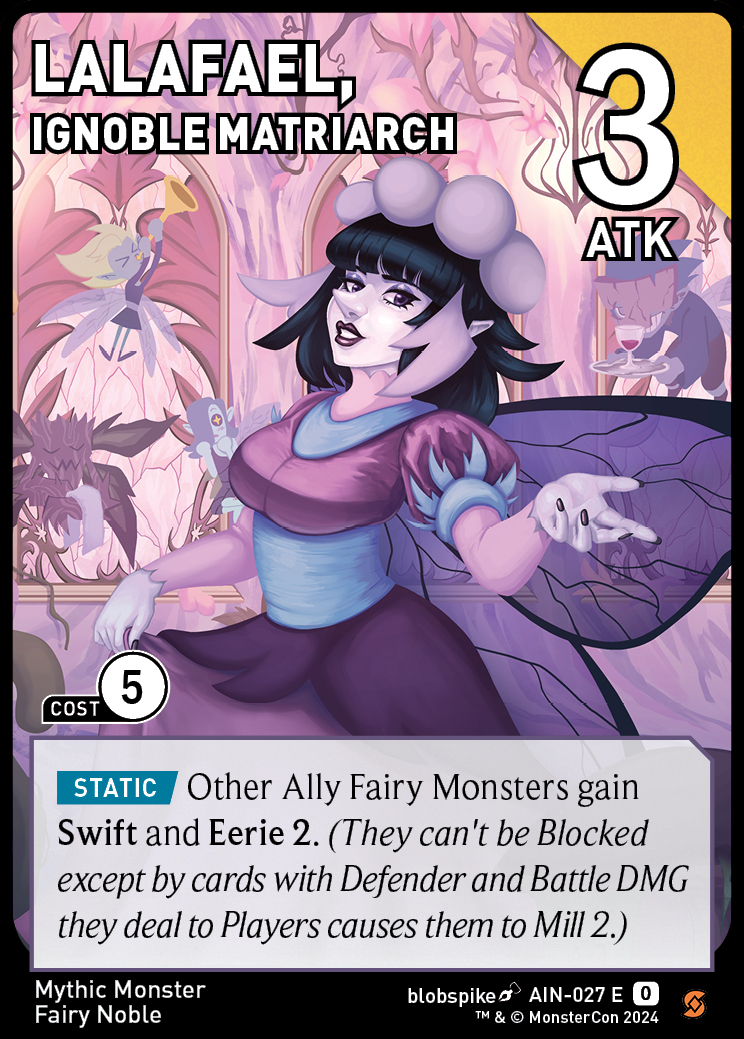 LALAFAEL,
IGNOBLE MATRIARCH
3
ATK
COST 5
STATIC Other Ally Fairy Monsters gain
Swift and Eerie 2. (They can't be Blocked
except by cards with Defender and Battle DMG
they deal to Players causes them to Mill 2.)
Mythic Monster
Fairy Noble
blobspike AIN-027 E 0
™ & © MonsterCon 2024